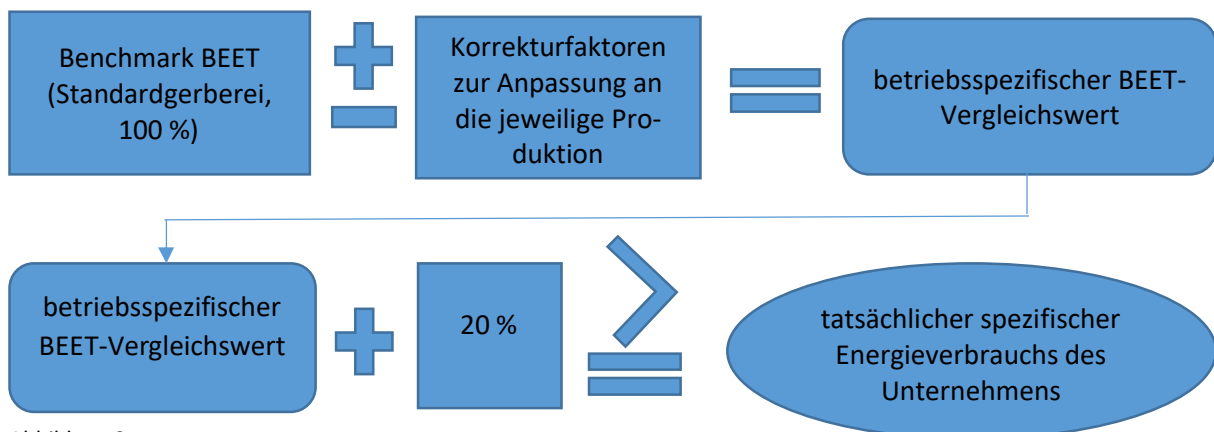 Benchmark BEET
(Standardgerberei,
100 %)
Korrekturfaktoren
zur Anpassung an
die jeweilige Pro-
duktion
betriebsspezifischer BEET-
Vergleichswert
betriebsspezifischer
BEET-Vergleichswert
20 %
tatsächlicher spezifischer
Energieverbrauchs des
Unternehmens